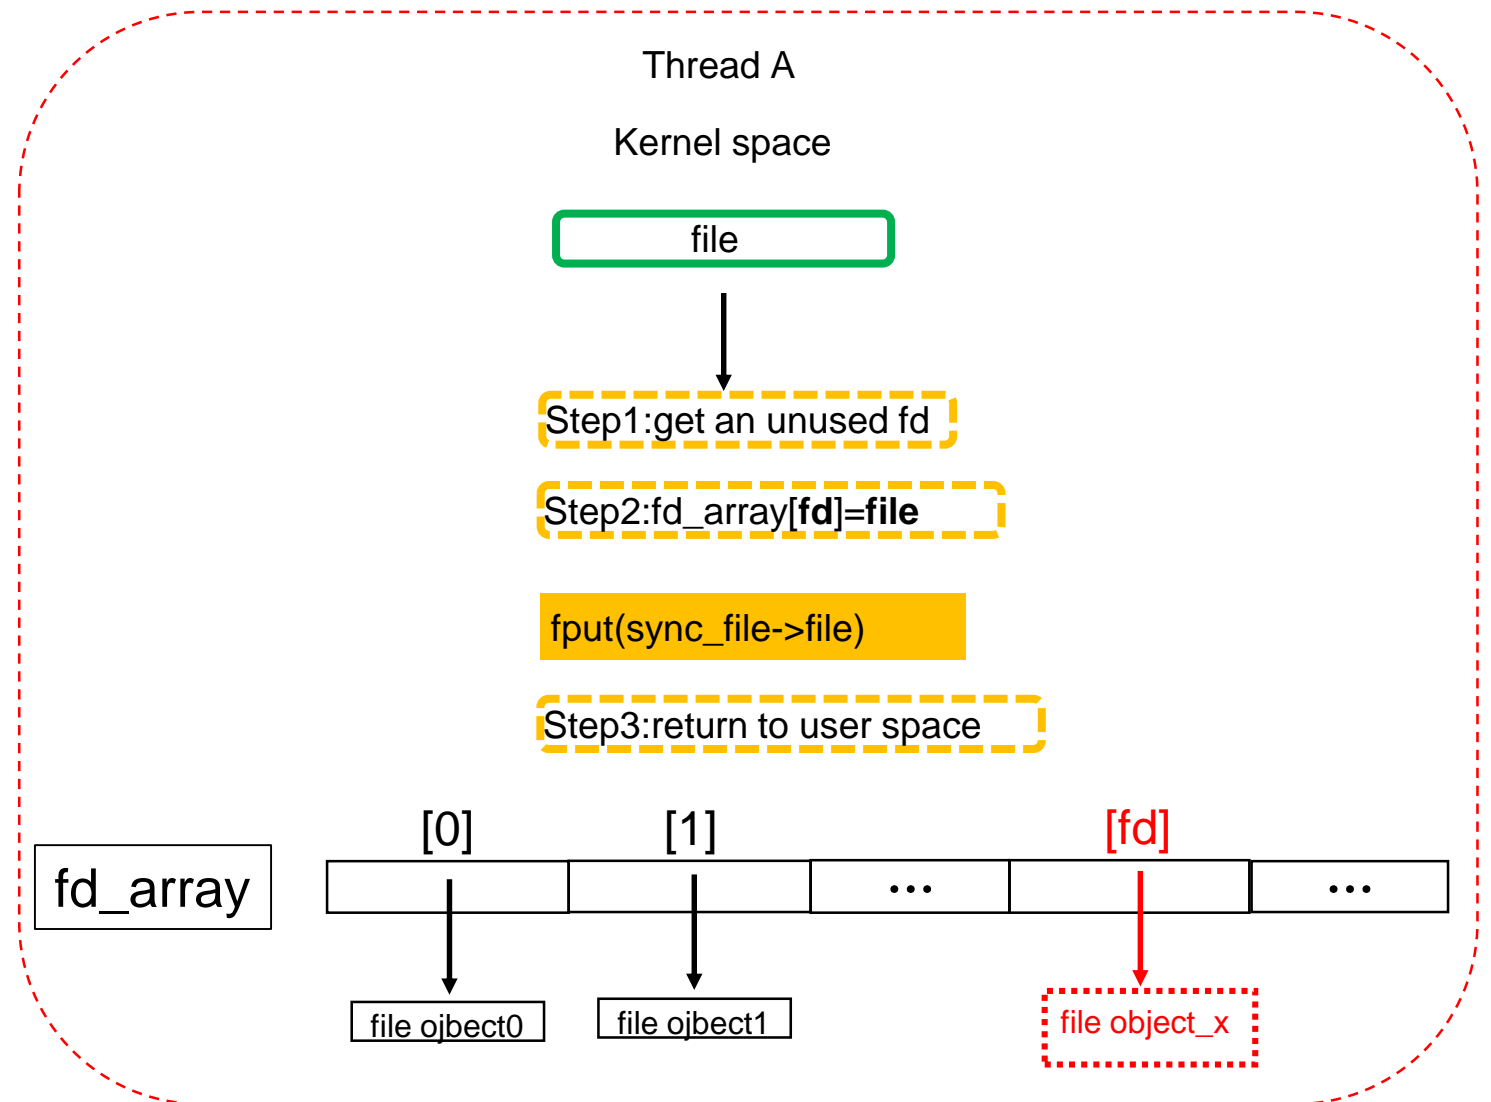 Thread A
Kernel space
file
Step1:get an unused fd
Step2:fd_array[fd]=file
fput(sync_file->file)
Step3:return to user space
[0] [1] [fd]
fd_array ... ...
file ojbect0 file ojbect1 file object_x